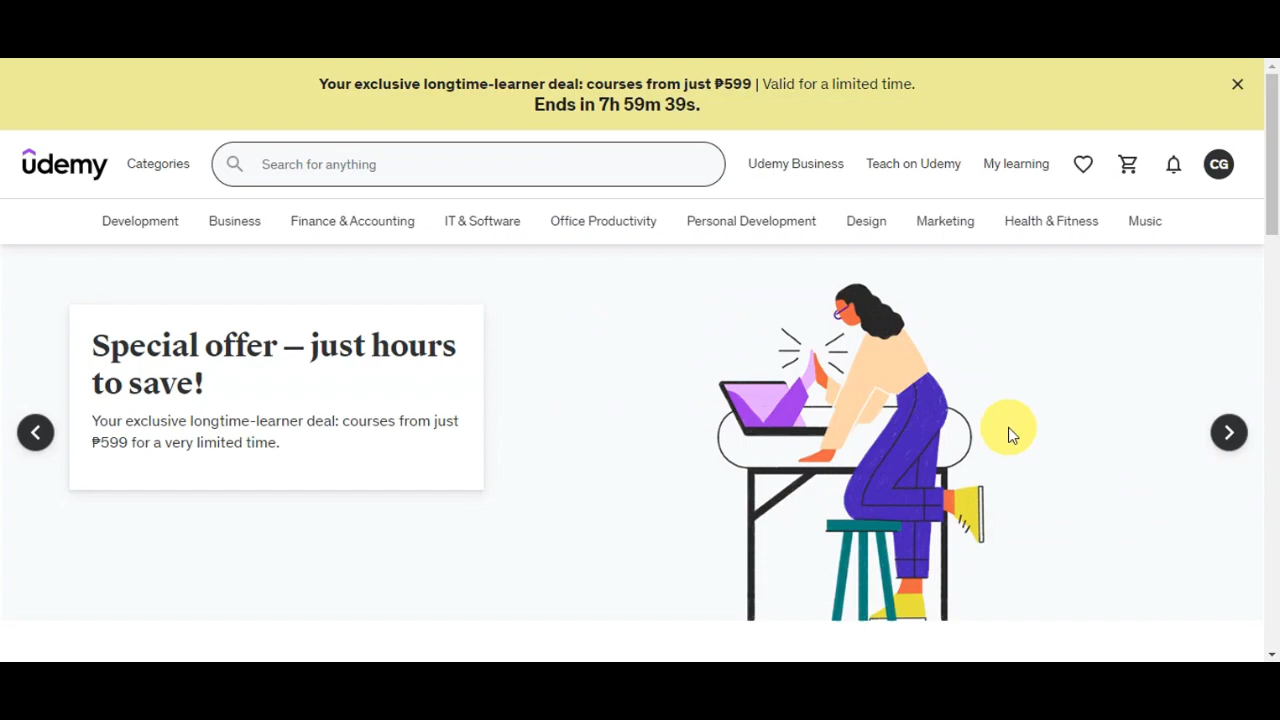 Your exclusive longtime-learner deal: courses from just ₱599 | Valid for a limited time.
Ends in 7h 59m 39s.
udemy Categories Search for anything Udemy Business Teach on Udemy My learning CG
Development Business Finance & Accounting IT & Software Office Productivity Personal Development Design Marketing Health & Fitness Music
Special offer – just hours
to save!
Your exclusive longtime-learner deal: courses from just
₱599 for a very limited time.